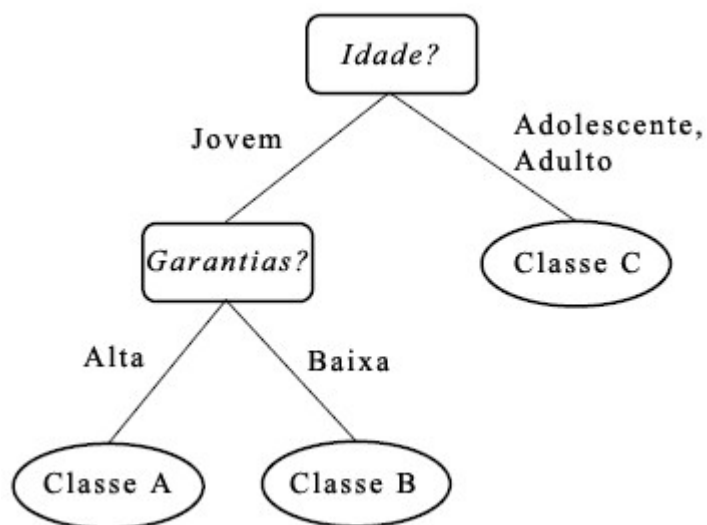 Idade?
Jovem
Adolescente,
Adulto
Garantias?
Classe C
Alta
Baixa
Classe A
Classe B